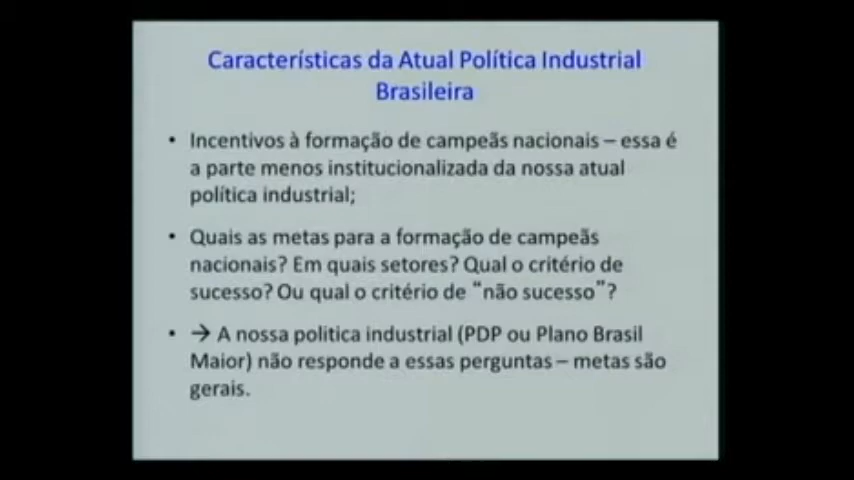 Características da Atual Política Industrial
Brasileira
• Incentivos à formação de campeãs nacionais – essa é
a parte menos institucionalizada da nossa atual
política industrial;
• Quais as metas para a formação de campeãs
nacionais? Em quais setores? Qual o critério de
sucesso? Ou qual o critério de “não sucesso”?
• → A nossa politica industrial (PDP ou Plano Brasil
Maior) não responde a essas perguntas – metas são
gerais.